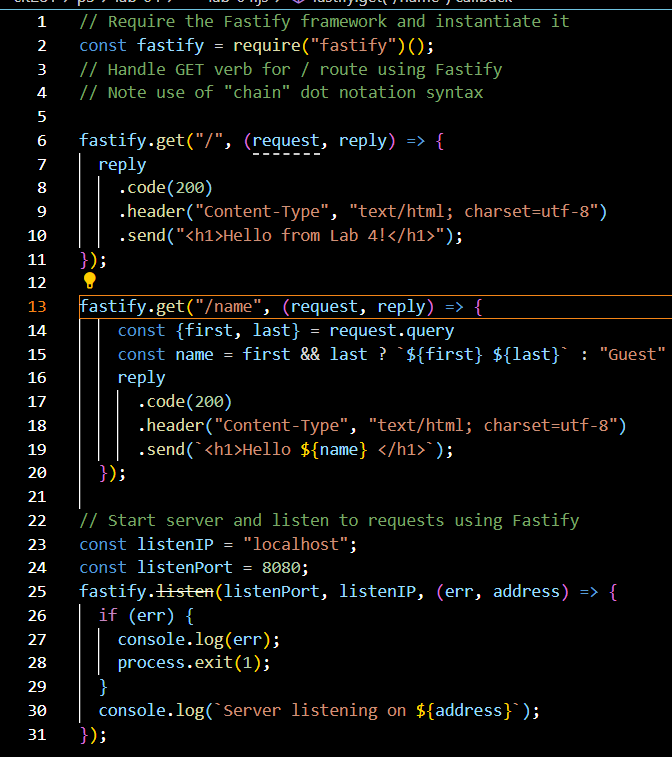 1 // Require the Fastify framework and instantiate it
2 const fastify = require("fastify")();
3 // Handle GET verb for / route using Fastify
4 // Note use of "chain" dot notation syntax
5
6 fastify.get("/", (request, reply) => {
7   reply
8     .code(200)
9     .header("Content-Type", "text/html; charset=utf-8")
10     .send("<h1>Hello from Lab 4!</h1>");
11 });
12
13 fastify.get("/name", (request, reply) => {
14     const {first, last} = request.query
15     const name = first && last ? `${first} ${last}` : "Guest"
16     reply
17       .code(200)
18       .header("Content-Type", "text/html; charset=utf-8")
19       .send(`<h1>Hello ${name} </h1>`);
20   });
21
22 // Start server and listen to requests using Fastify
23 const listenIP = "localhost";
24 const listenPort = 8080;
25 fastify.listen(listenPort, listenIP, (err, address) => {
26   if (err) {
27     console.log(err);
28     process.exit(1);
29   }
30   console.log(`Server listening on ${address}`);
31 });